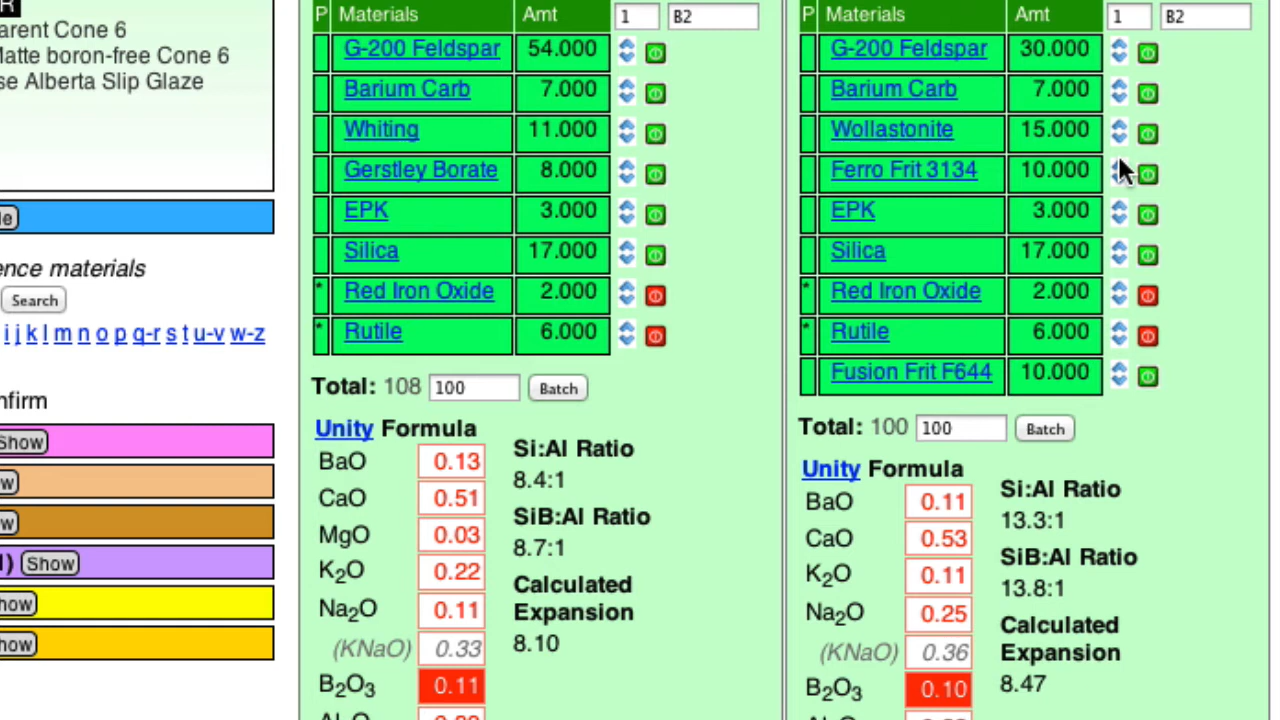 R
arent Cone 6
Matte boron-free Cone 6
se Alberta Slip Glaze
ence materials
Search
i j k l m n o p q-r s t u-v w-z
nfirm
Show
w
w
) Show
how
how
P Materials Amt 1 B2
G-200 Feldspar 54.000
Barium Carb 7.000
Whiting 11.000
Gerstley Borate 8.000
EPK 3.000
Silica 17.000
* Red Iron Oxide 2.000
* Rutile 6.000
Total: 108 100 Batch
Unity Formula
BaO 0.13
CaO 0.51
MgO 0.03
K2O 0.22
Na2O 0.11
(KNaO) 0.33
B2O3 0.11
Si:Al Ratio
8.4:1
SiB:Al Ratio
8.7:1
Calculated
Expansion
8.10
P Materials Amt 1 B2
G-200 Feldspar 30.000
Barium Carb 7.000
Wollastonite 15.000
Ferro Frit 3134 10.000
EPK 3.000
Silica 17.000
* Red Iron Oxide 2.000
* Rutile 6.000
Fusion Frit F644 10.000
Total: 100 100 Batch
Unity Formula
BaO 0.11
CaO 0.53
K2O 0.11
Na2O 0.25
(KNaO) 0.36
B2O3 0.10
Si:Al Ratio
13.3:1
SiB:Al Ratio
13.8:1
Calculated
Expansion
8.47